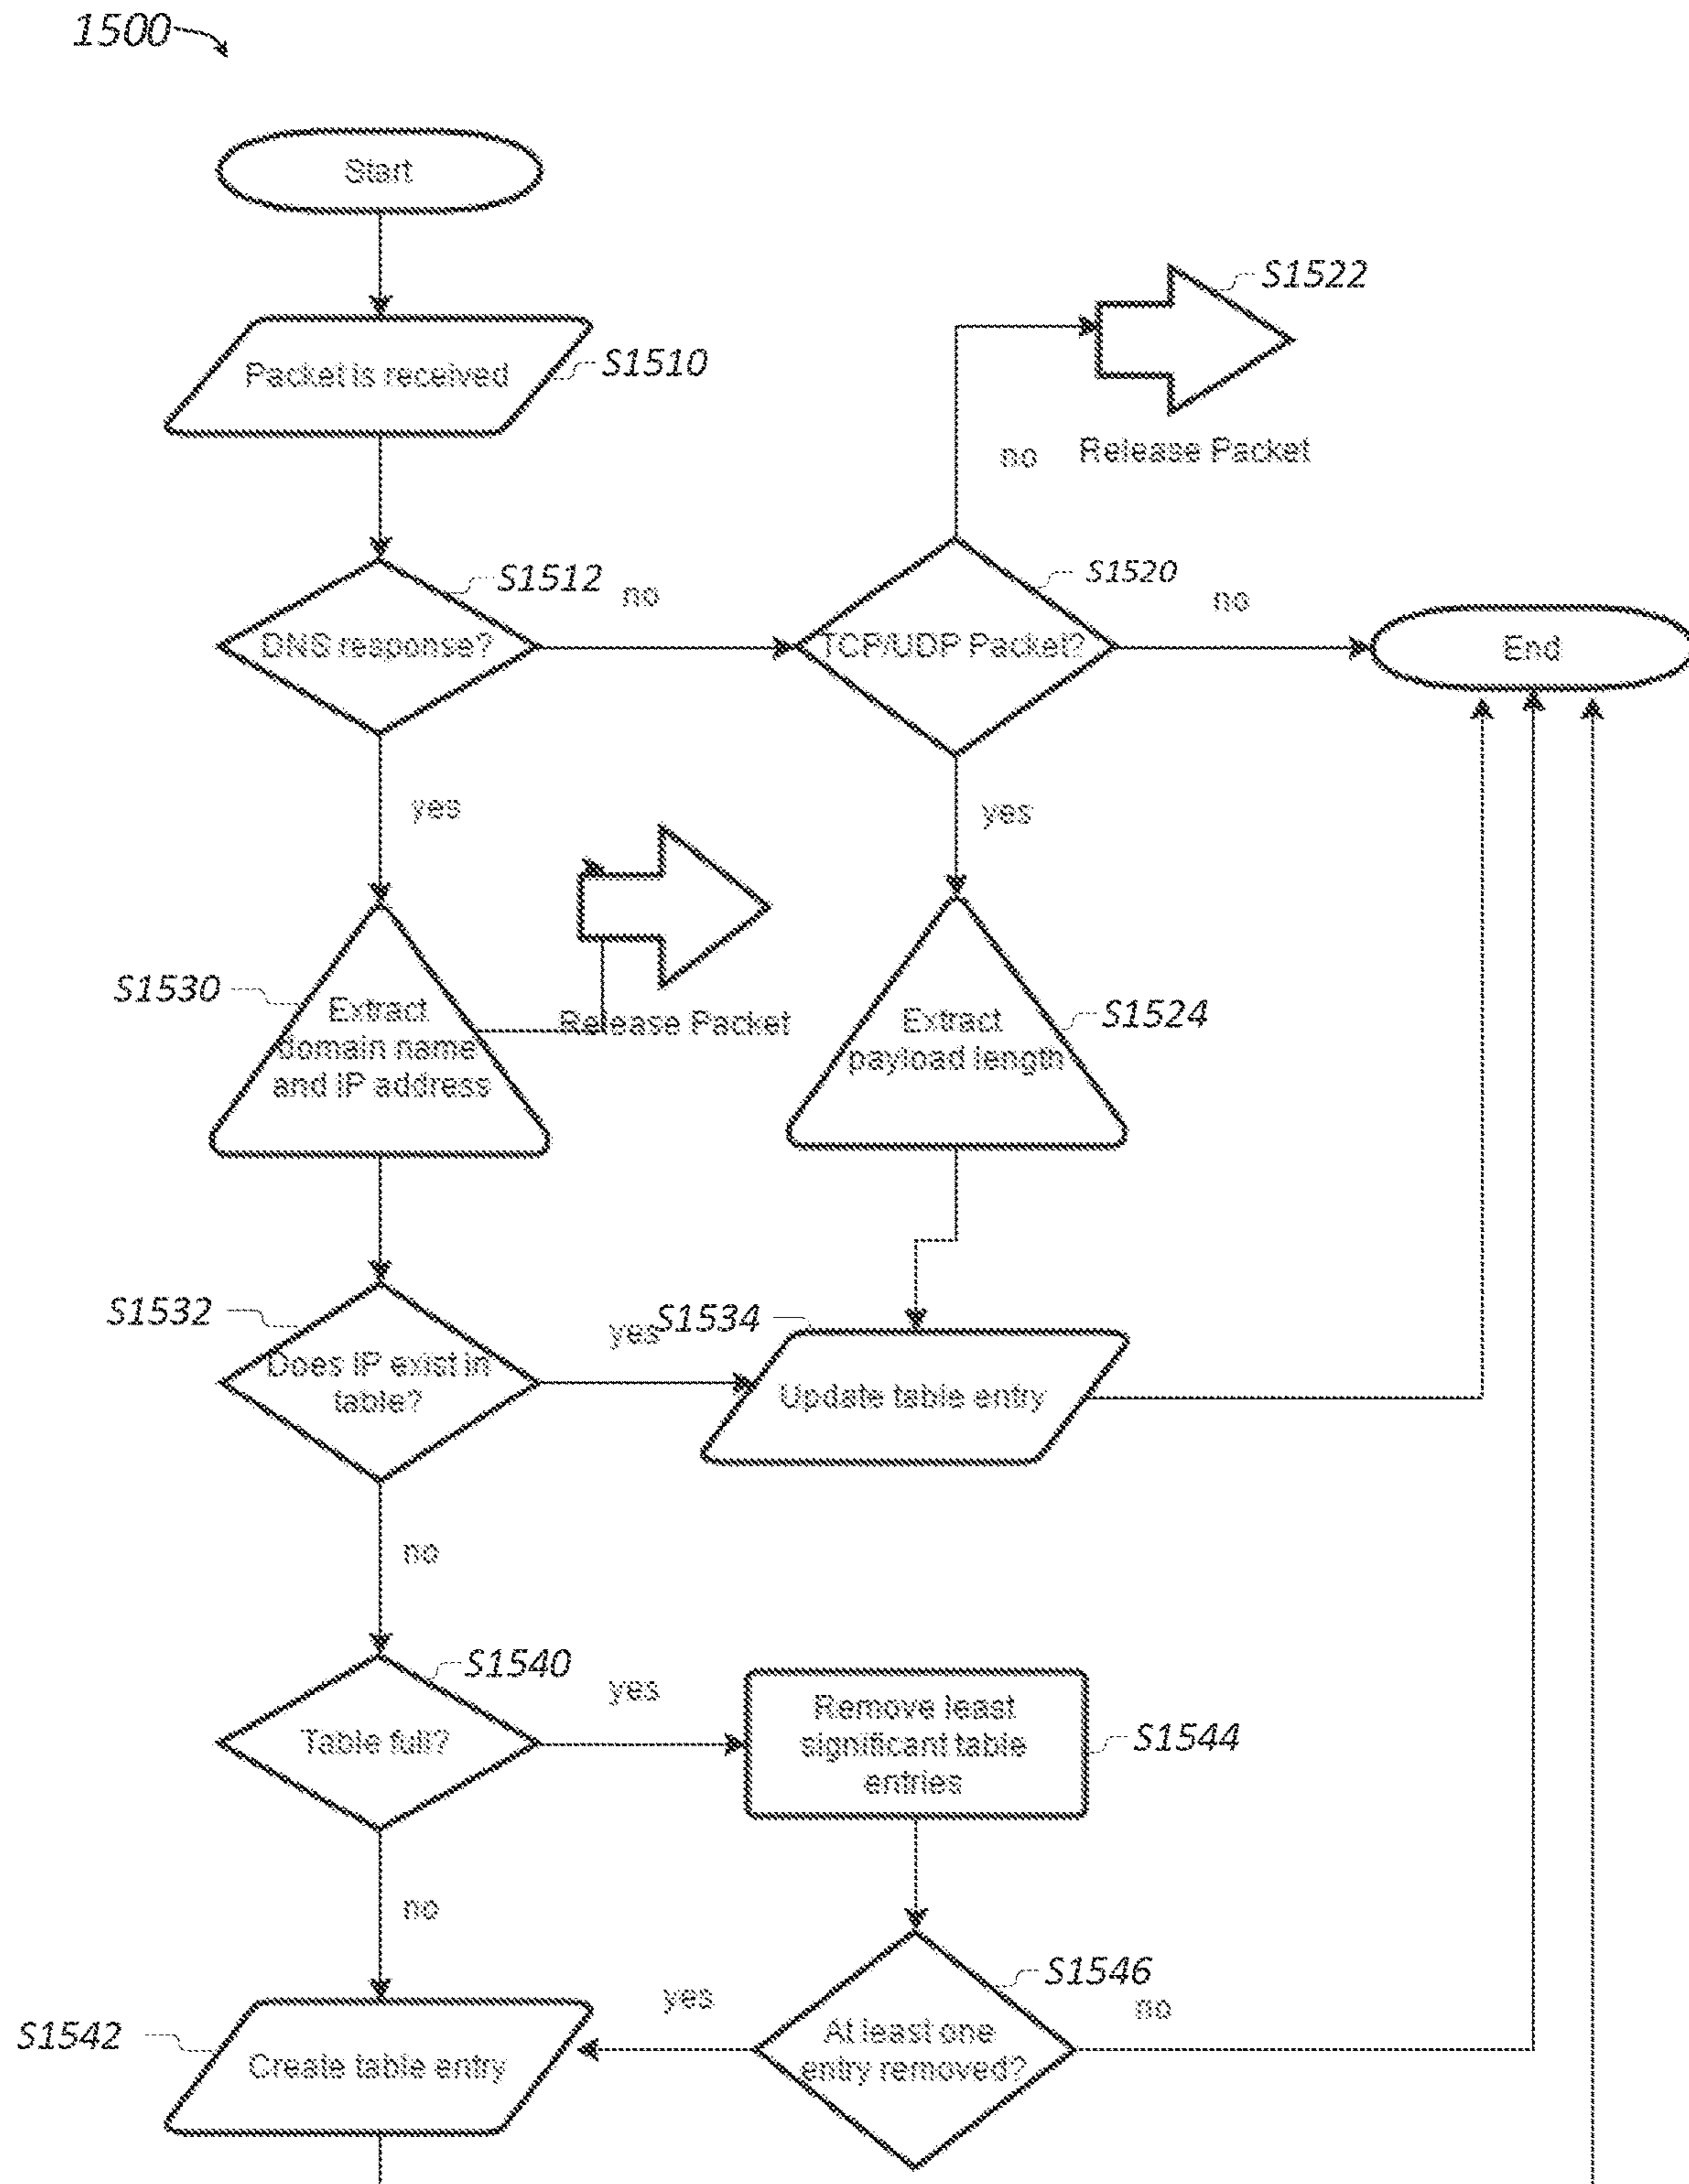 1500
Start
Packet is received
S1510
S1522
Release Packet
no
DNS response?
S1512
no
TCP/UDP Packet?
S1520
no
End
yes
yes
S1530
Extract
domain name
and IP address
Release Packet
Extract
payload length
S1524
S1532
Does IP exist in
table?
yes
S1534
Update table entry
no
Table full?
S1540
yes
Remove least
significant table
entries
S1544
no
S1542
Create table entry
yes
At least one
entry removed?
S1546
no